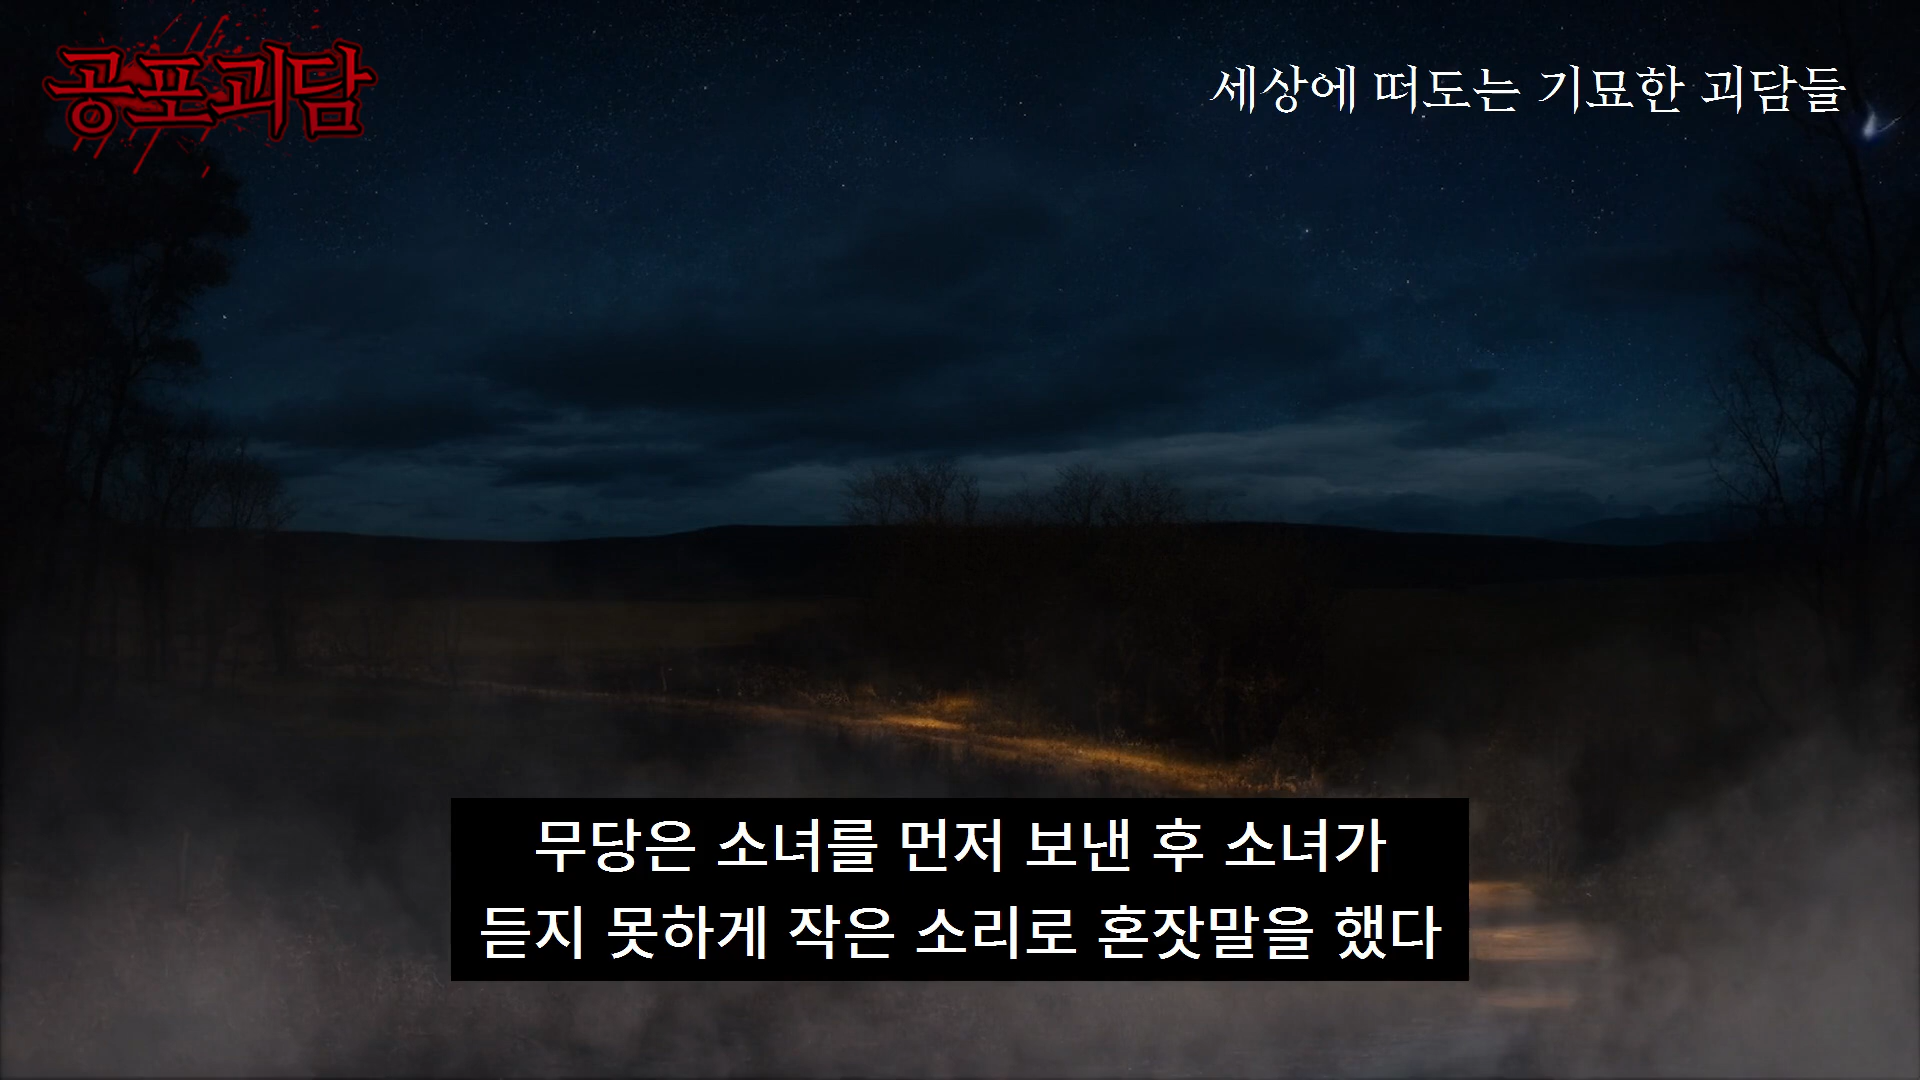 공포괴담
세상에 떠도는 기묘한 괴담들
무당은 소녀를 먼저 보낸 후 소녀가
듣지 못하게 작은 소리로 혼잣말을 했다